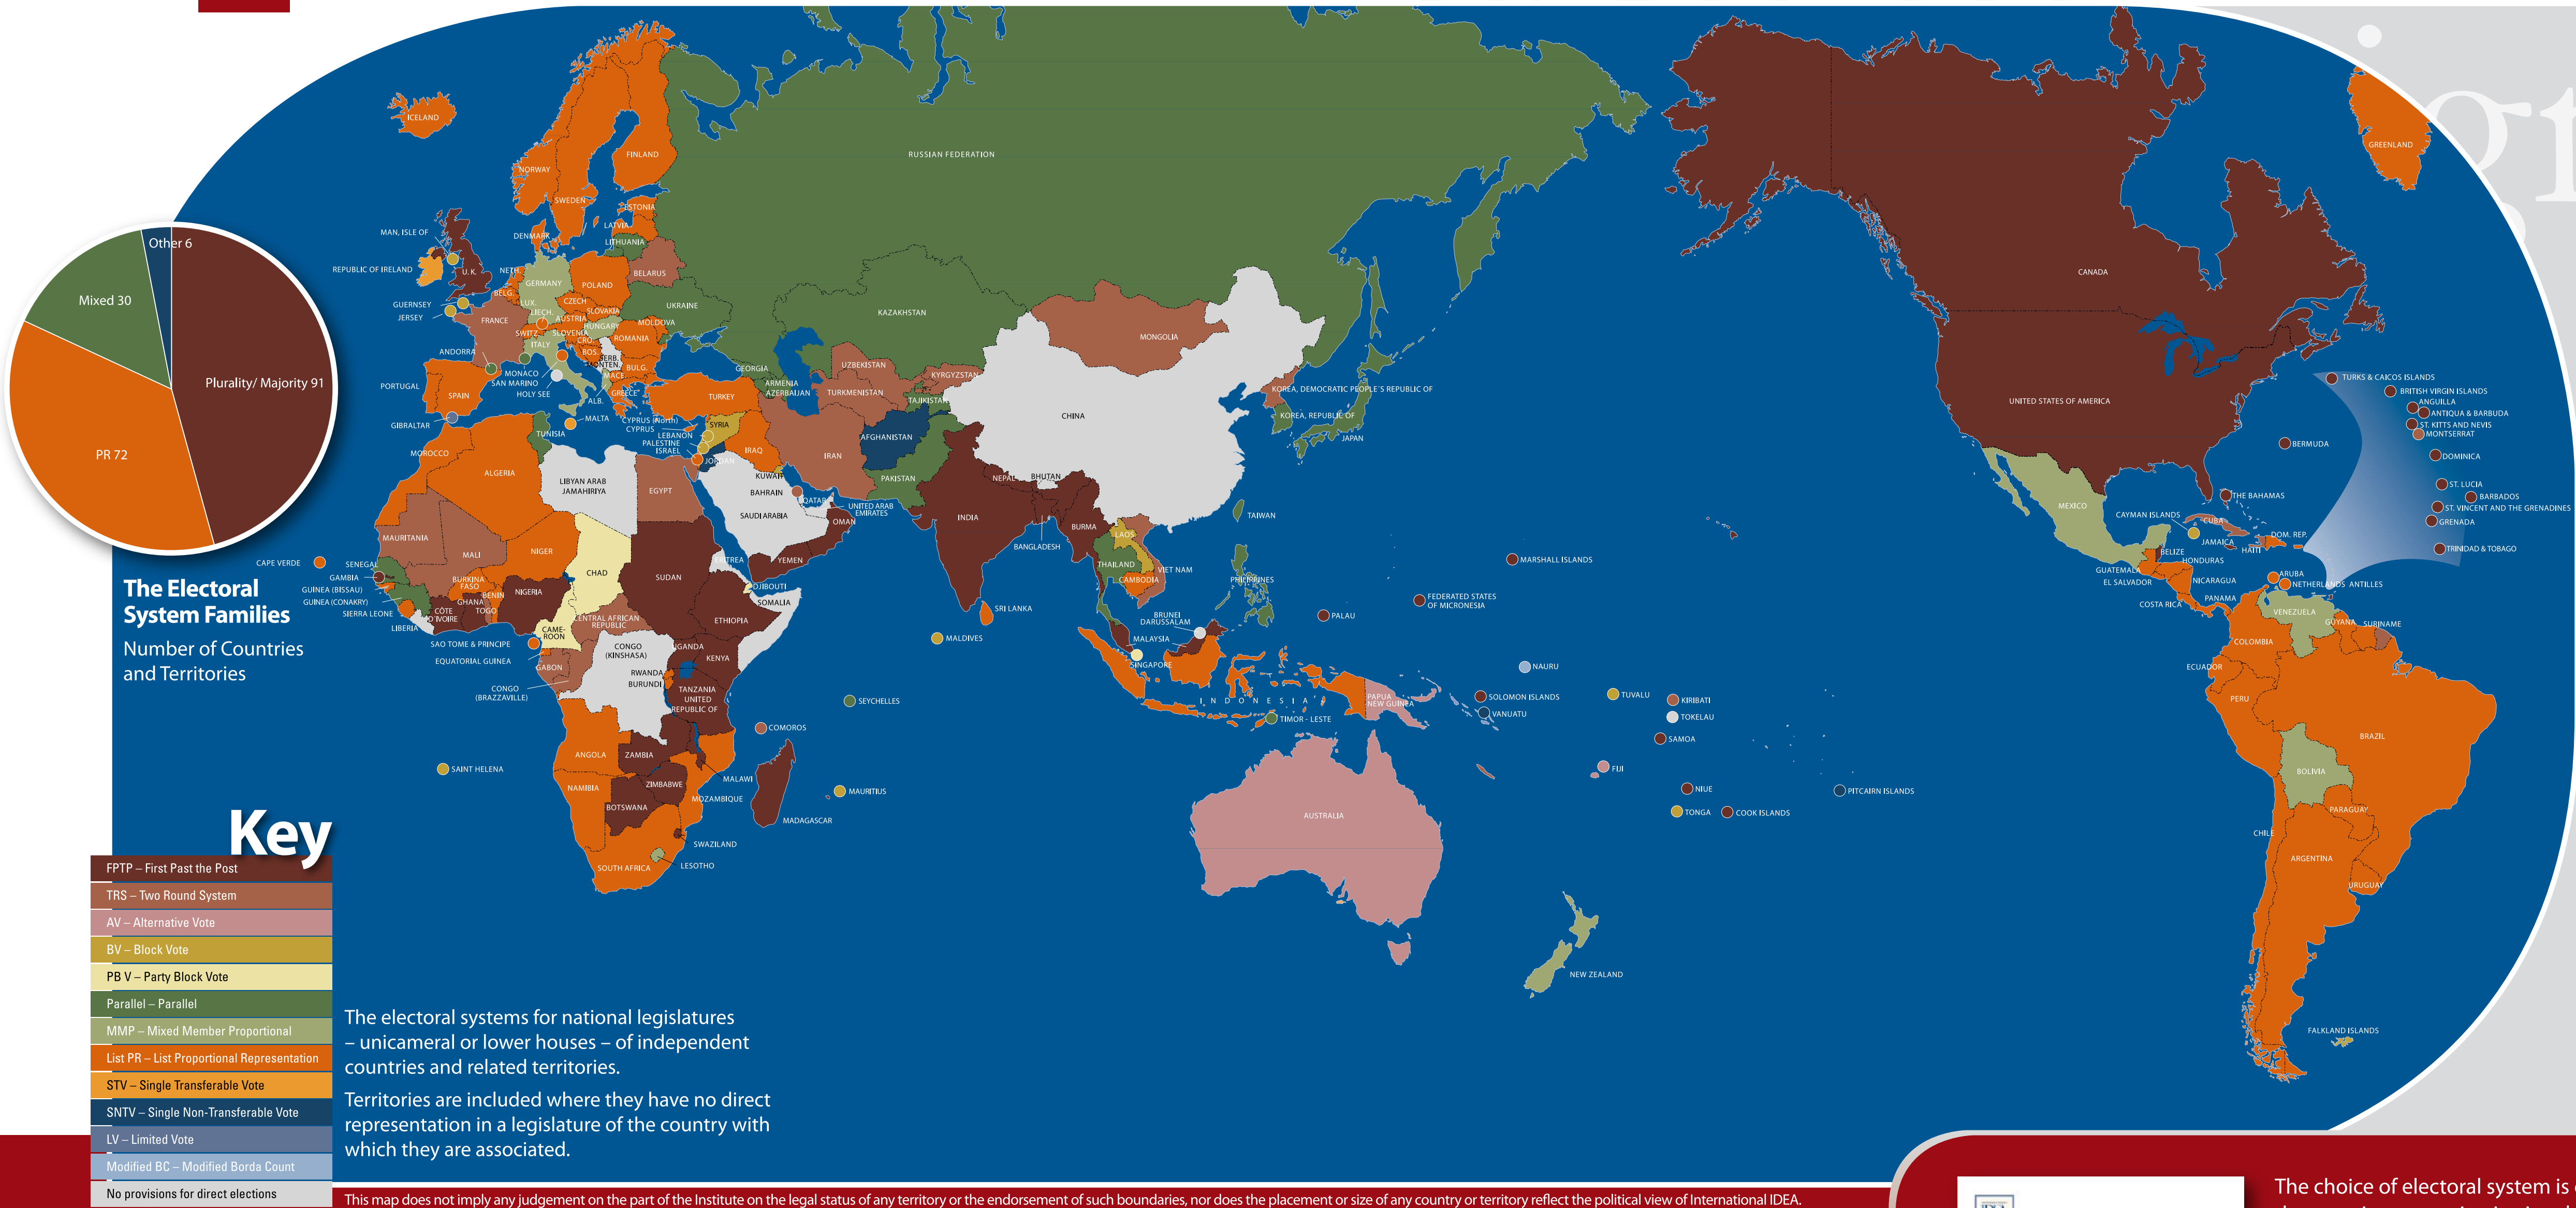 Other 6
Mixed 30
Plurality/ Majority 91
PR 72
The Electoral
System Families
Number of Countries
and Territories
Key
FPTP – First Past the Post
TRS – Two Round System
AV – Alternative Vote
BV – Block Vote
PB V – Party Block Vote
Parallel – Parallel
MMP – Mixed Member Proportional
List PR – List Proportional Representation
STV – Single Transferable Vote
SNTV – Single Non-Transferable Vote
LV – Limited Vote
Modified BC – Modified Borda Count
No provisions for direct elections
ICELAND
NORWAY
SWEDEN
FINLAND
ESTONIA
LATVIA
LITHUANIA
DENMARK
MAN, ISLE OF
REPUBLIC OF IRELAND
U.K.
GUERNSEY
JERSEY
NETH.
BELG.
LUX.
GERMANY
POLAND
BELARUS
UKRAINE
CZECH
SLOVAKIA
LIECH.
AUSTRIA
HUNGARY
MOLDOVA
FRANCE
SWITZ.
SLOVENIA
CRO.
ROMANIA
ITALY
BOS.
SERB.
MONTEN.
BULG.
MACE.
ANDORRA
MONACO
SAN MARINO
HOLY SEE
ALB.
GREECE
PORTUGAL
SPAIN
GIBRALTAR
MALTA
TURKEY
CYPRUS (North)
CYPRUS
LEBANON
PALESTINE
ISRAEL
SYRIA
JORDAN
IRAQ
IRAN
KUWAIT
BAHRAIN
QATAR
UNITED ARAB
EMIRATES
SAUDI ARABIA
OMAN
YEMEN
RUSSIAN FEDERATION
KAZAKHSTAN
GEORGIA
ARMENIA
AZERBAIJAN
UZBEKISTAN
TURKMENISTAN
KYRGYZSTAN
TAJIKISTAN
AFGHANISTAN
PAKISTAN
MONGOLIA
CHINA
KOREA, DEMOCRATIC PEOPLE´S REPUBLIC OF
KOREA, REPUBLIC OF
JAPAN
TAIWAN
NEPAL
BHUTAN
INDIA
BANGLADESH
BURMA
LAOS
THAILAND
VIET NAM
CAMBODIA
PHILIPPINES
SRI LANKA
MALDIVES
BRUNEI
DARUSSALAM
MALAYSIA
SINGAPORE
INDONESIA
TIMOR - LESTE
PAPUA
NEW GUINEA
AUSTRALIA
NEW ZEALAND
MOROCCO
ALGERIA
TUNISIA
LIBYAN ARAB
JAMAHIRIYA
EGYPT
MAURITANIA
MALI
NIGER
CHAD
SUDAN
ERITREA
DJIBOUTI
SOMALIA
ETHIOPIA
CAPE VERDE
SENEGAL
GAMBIA
GUINEA (BISSAU)
GUINEA (CONAKRY)
SIERRA LEONE
LIBERIA
CÔTE
D'IVOIRE
BURKINA
FASO
GHANA
TOGO
BENIN
NIGERIA
CAME-
ROON
CENTRAL AFRICAN
REPUBLIC
SAO TOME & PRINCIPE
EQUATORIAL GUINEA
GABON
CONGO
(BRAZZAVILLE)
CONGO
(KINSHASA)
UGANDA
KENYA
RWANDA
BURUNDI
TANZANIA
UNITED
REPUBLIC OF
ANGOLA
ZAMBIA
MALAWI
NAMIBIA
ZIMBABWE
MOZAMBIQUE
BOTSWANA
SWAZILAND
LESOTHO
SOUTH AFRICA
MADAGASCAR
COMOROS
SEYCHELLES
MAURITIUS
SAINT HELENA
MARSHALL ISLANDS
FEDERATED STATES
OF MICRONESIA
PALAU
NAURU
SOLOMON ISLANDS
VANUATU
TUVALU
KIRIBATI
TOKELAU
SAMOA
FIJI
NIUE
TONGA
COOK ISLANDS
PITCAIRN ISLANDS
GREENLAND
CANADA
UNITED STATES OF AMERICA
MEXICO
BERMUDA
THE BAHAMAS
CAYMAN ISLANDS
CUBA
JAMAICA
HAITI
DOM. REP.
BELIZE
HONDURAS
GUATEMALA
EL SALVADOR
NICARAGUA
COSTA RICA
PANAMA
ARUBA
NETHERLANDS ANTILLES
TURKS & CAICOS ISLANDS
BRITISH VIRGIN ISLANDS
ANGUILLA
ANTIQUA & BARBUDA
ST. KITTS AND NEVIS
MONTSERRAT
DOMINICA
ST. LUCIA
BARBADOS
ST. VINCENT AND THE GRENADINES
GRENADA
TRINIDAD & TOBAGO
VENEZUELA
GUYANA
SURINAME
COLOMBIA
ECUADOR
PERU
BRAZIL
BOLIVIA
PARAGUAY
CHILE
ARGENTINA
URUGUAY
FALKLAND ISLANDS
The electoral systems for national legislatures
– unicameral or lower houses – of independent
countries and related territories.
Territories are included where they have no direct
representation in a legislature of the country with
which they are associated.
This map does not imply any judgement on the part of the Institute on the legal status of any territory or the endorsement of such boundaries, nor does the placement or size of any country or territory reflect the political view of International IDEA.
The choice of electoral system is